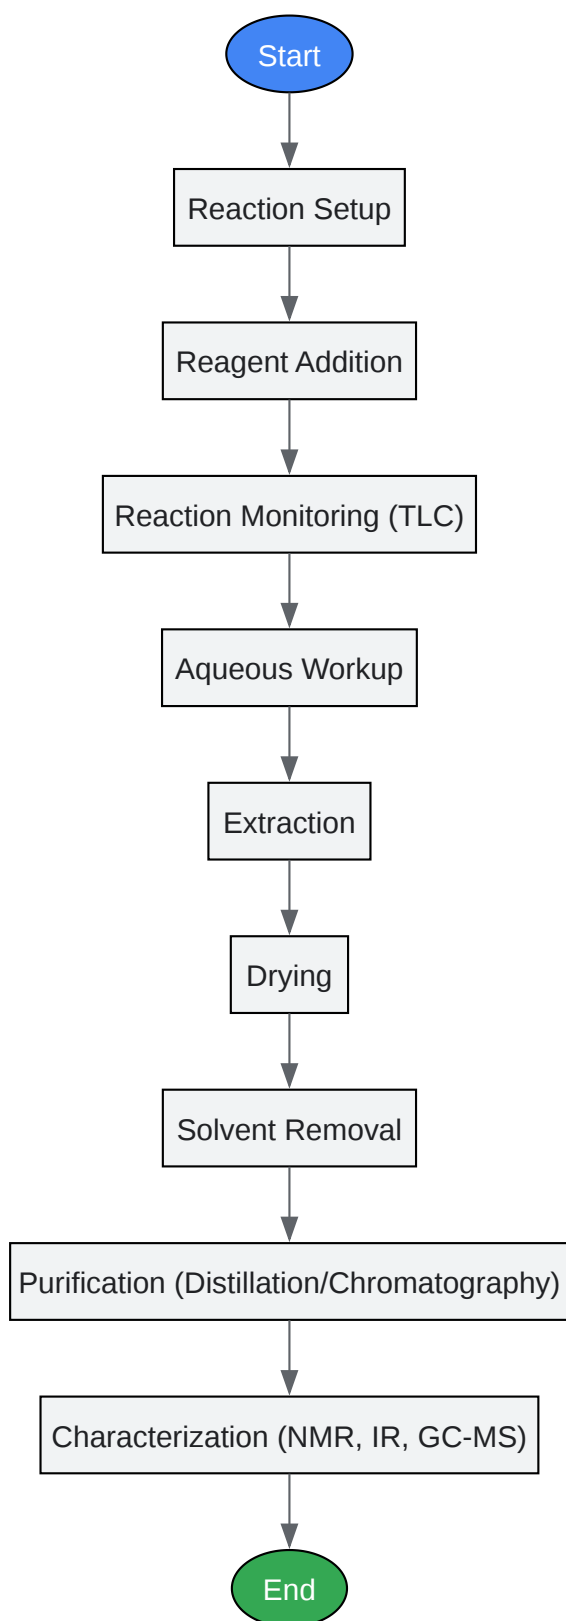 Start
Reaction Setup
Reagent Addition
Reaction Monitoring (TLC)
Aqueous Workup
Extraction
Drying
Solvent Removal
Purification (Distillation/Chromatography)
Characterization (NMR, IR, GC-MS)
End